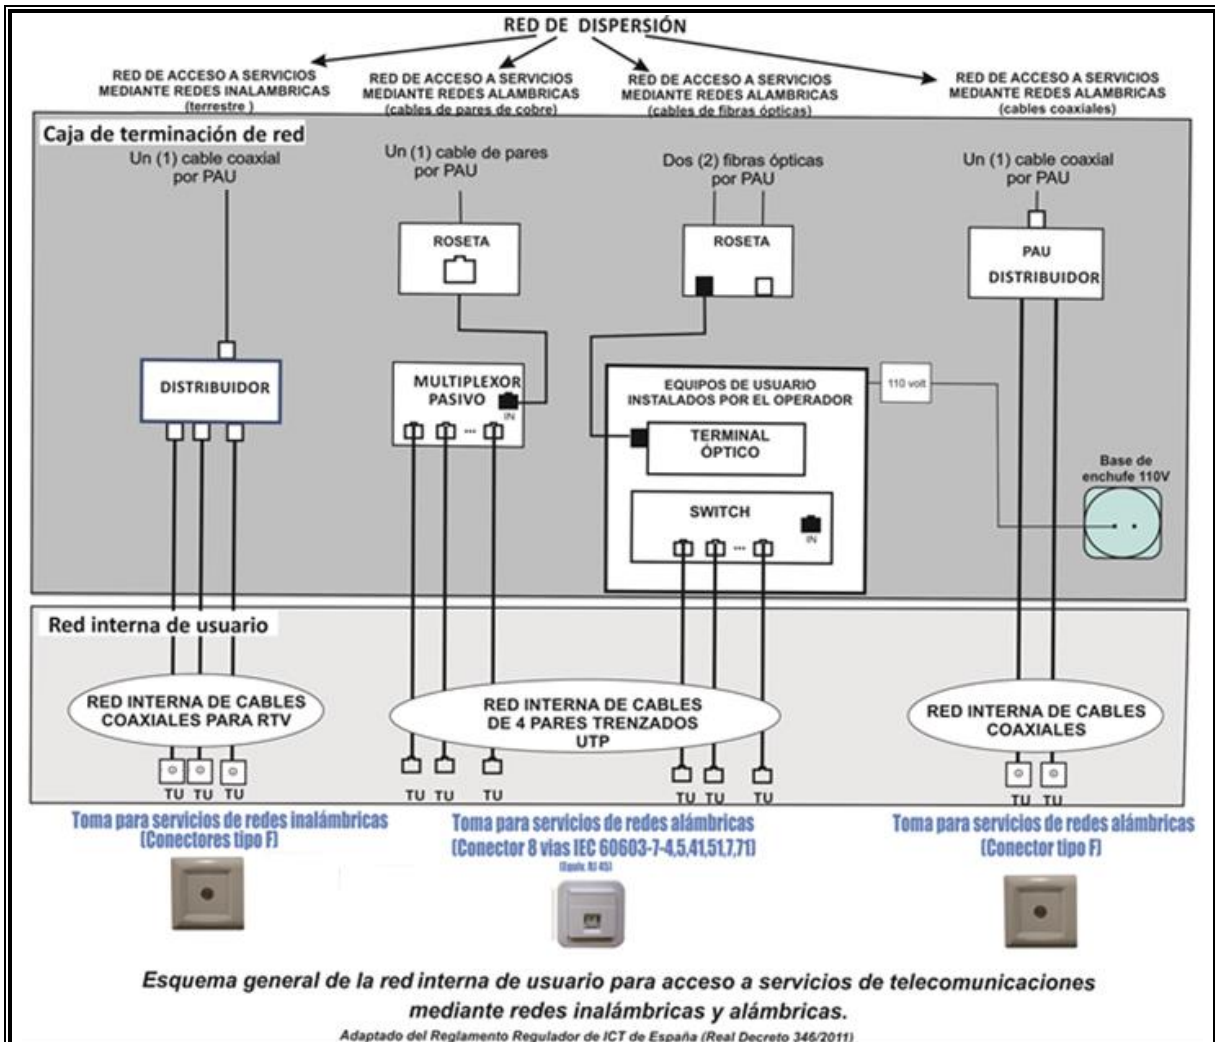 RED DE DISPERSIÓN
RED DE ACCESO A SERVICIOS
MEDIANTE REDES INALAMBRICAS
(terrestre )
RED DE ACCESO A SERVICIOS
MEDIANTE REDES ALAMBRICAS
(cables de pares de cobre)
RED DE ACCESO A SERVICIOS
MEDIANTE REDES ALAMBRICAS
(cables de fibras ópticas)
RED DE ACCESO A SERVICIOS
MEDIANTE REDES ALAMBRICAS
(cables coaxiales)
Caja de terminación de red
Un (1) cable coaxial
por PAU
Un (1) cable de pares
por PAU
Dos (2) fibras ópticas
por PAU
Un (1) cable coaxial
por PAU
ROSETA
ROSETA
PAU
DISTRIBUIDOR
DISTRIBUIDOR
MULTIPLEXOR
PASIVO
IN
...
EQUIPOS DE USUARIO
INSTALADOS POR EL OPERADOR
110 volt
TERMINAL
ÓPTICO
Base de
enchufe 110V
SWITCH
IN
...
Red interna de usuario
RED INTERNA DE CABLES
COAXIALES PARA RTV
RED INTERNA DE CABLES
DE 4 PARES TRENZADOS
UTP
RED INTERNA DE CABLES
COAXIALES
TU TU TU
TU TU TU
TU TU TU
TU TU
Toma para servicios de redes inalámbricas
(Conectores tipo F)
Toma para servicios de redes alámbricas
(Conector 8 vias IEC 60603-7-4,5,41,51,7,71)
(Equiv. RJ 45)
Toma para servicios de redes alámbricas
(Conector tipo F)
Esquema general de la red interna de usuario para acceso a servicios de telecomunicaciones
mediante redes inalámbricas y alámbricas.
Adaptado del Reglamento Regulador de ICT de España (Real Decreto 346/2011)